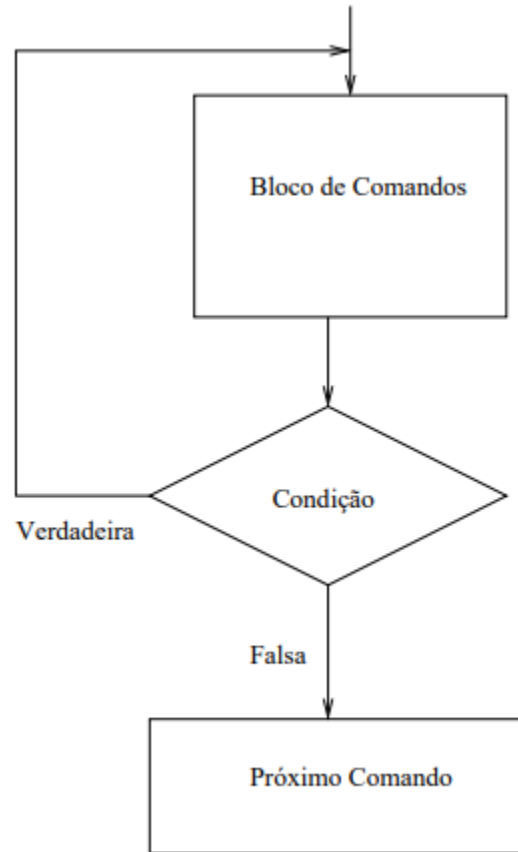 Bloco de Comandos
Condição
Verdadeira
Falsa
Próximo Comando